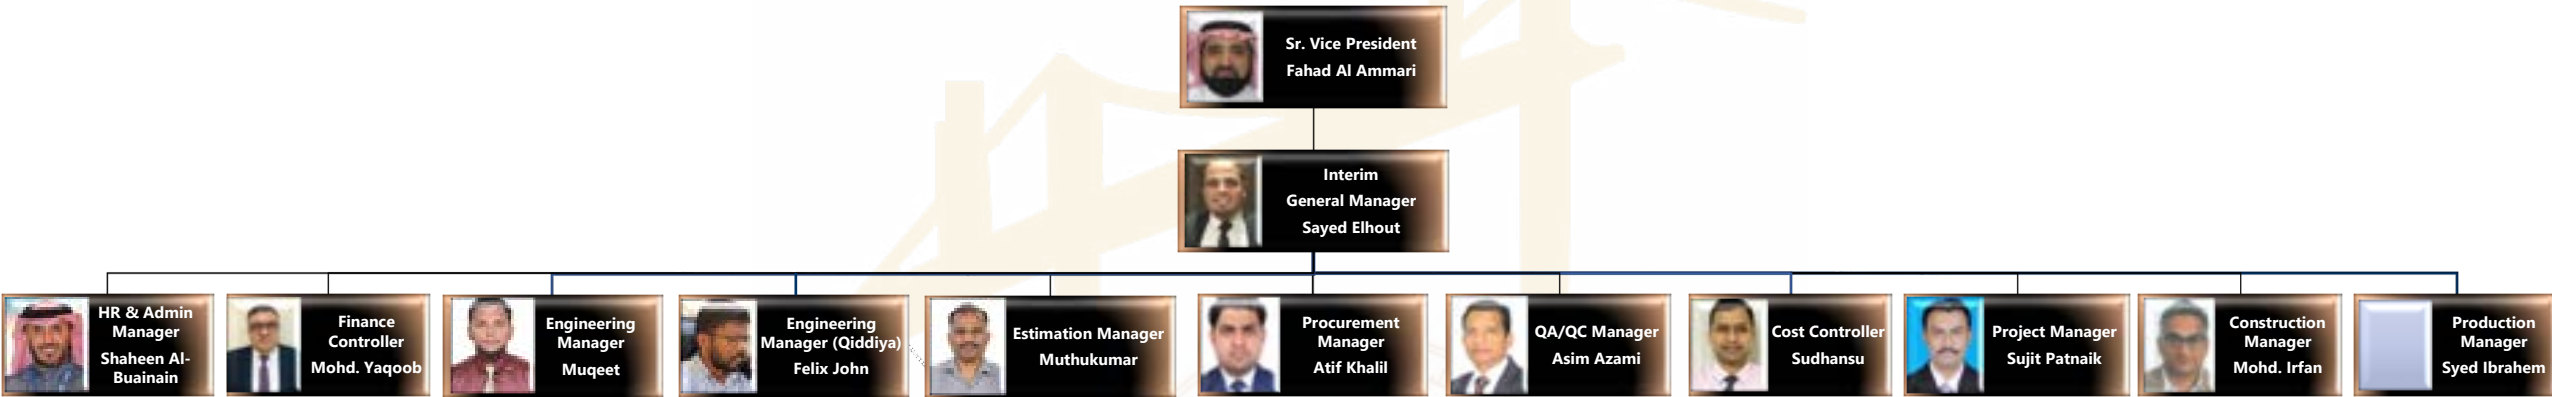 Sr. Vice President
Fahad Al Ammari
Interim
General Manager
Sayed Elhout
HR & Admin
Manager
Shaheen Al-
Buainain
Finance
Controller
Mohd. Yaqoob
Engineering
Manager
Muqeet
Engineering
Manager (Qiddiya)
Felix John
Estimation Manager
Muthukumar
Procurement
Manager
Atif Khalil
QA/QC Manager
Asim Azami
Cost Controller
Sudhansu
Project Manager
Sujit Patnaik
Construction
Manager
Mohd. Irfan
Production
Manager
Syed Ibrahem